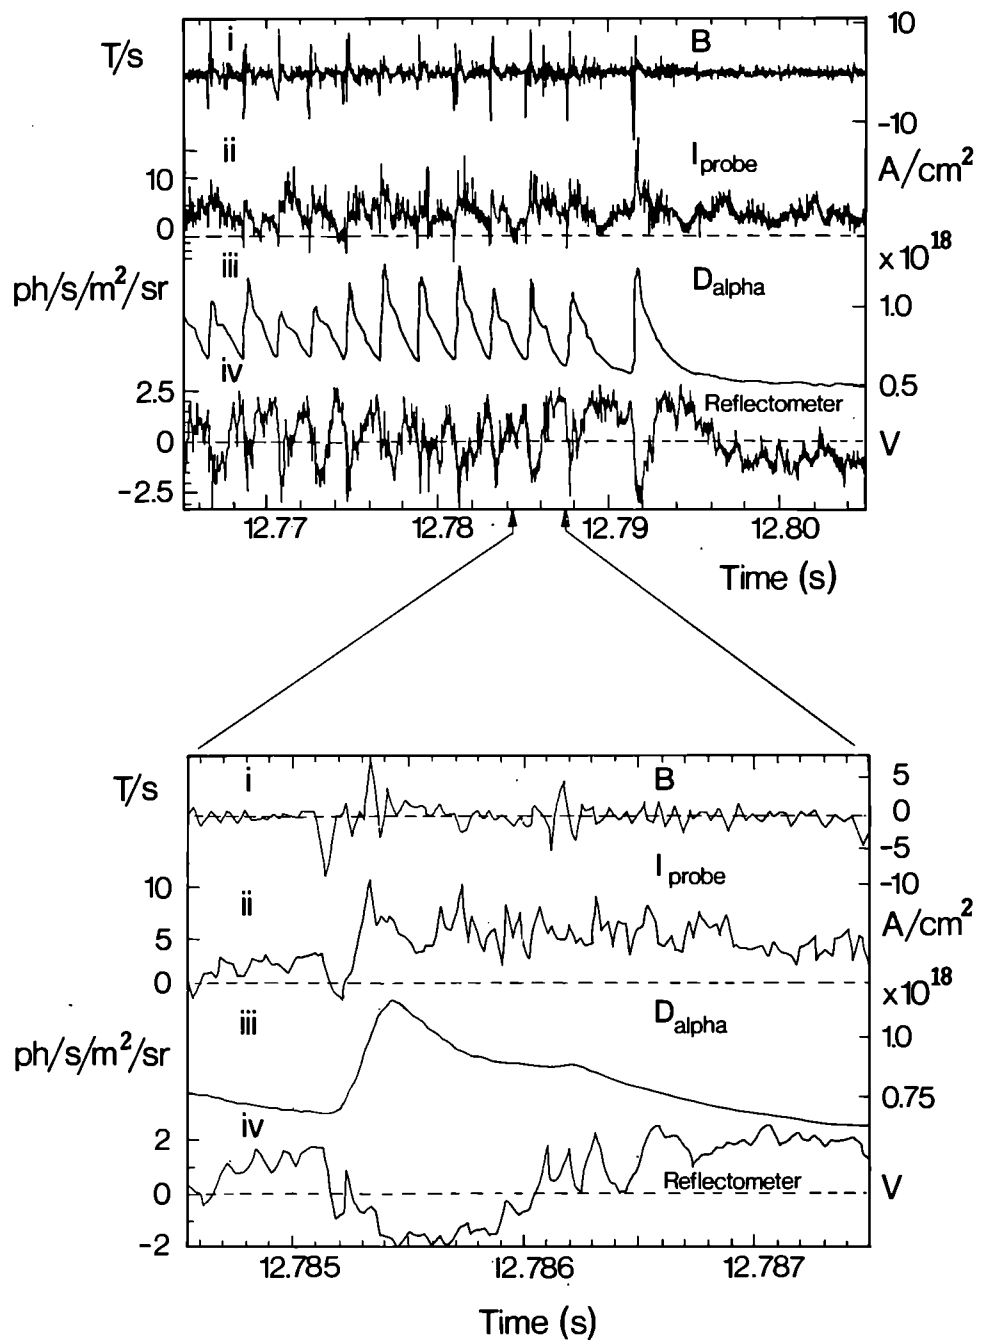 T/s
i
B
10
-10
ii
I probe
A/cm²
10
0
x10¹⁸
iii
ph/s/m²/sr
D alpha
1.0
0.5
iv
2.5
0
-2.5
Reflectometer
V
12.77 12.78 12.79 12.80
Time (s)
T/s
i
B
5
0
-5
-10
ii
I probe
A/cm²
10
5
0
x10¹⁸
iii
ph/s/m²/sr
D alpha
1.0
0.75
iv
2
0
-2
Reflectometer
V
12.785 12.786 12.787
Time (s)